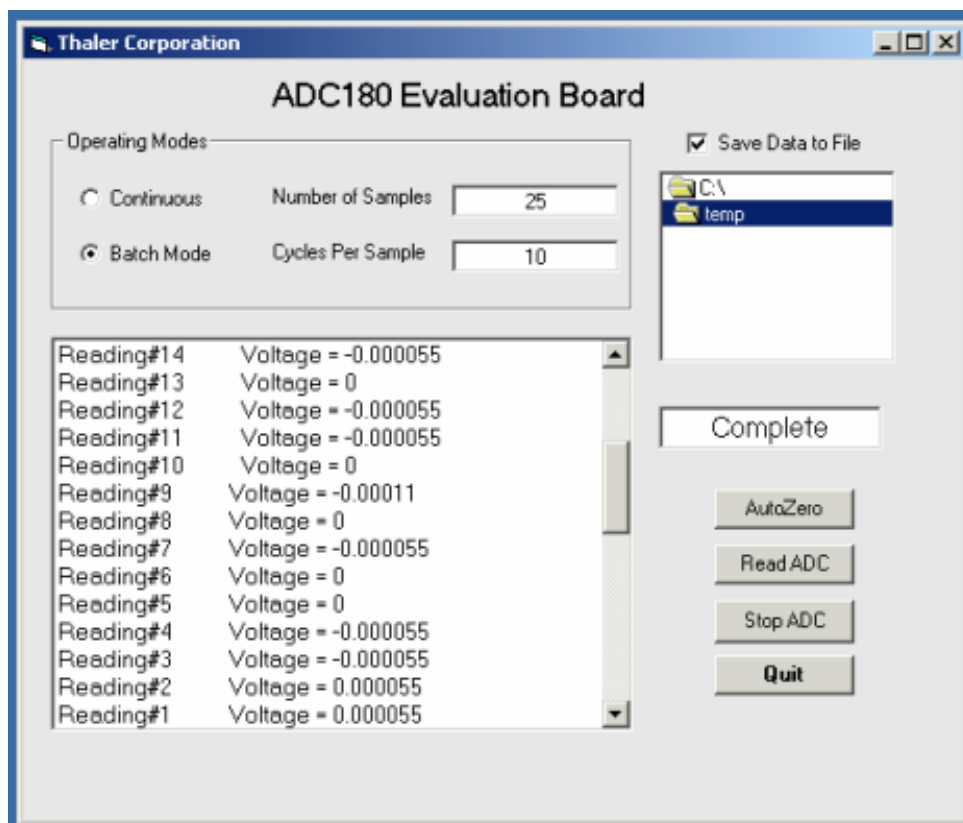 Thaler Corporation
ADC180 Evaluation Board
Operating Modes
Continuous
Number of Samples
25
Batch Mode
Cycles Per Sample
10
Save Data to File
C:\
temp
Reading#14 Voltage = -0.000055
Reading#13 Voltage = 0
Reading#12 Voltage = -0.000055
Reading#11 Voltage = -0.000055
Reading#10 Voltage = 0
Reading#9 Voltage = -0.00011
Reading#8 Voltage = 0
Reading#7 Voltage = -0.000055
Reading#6 Voltage = 0
Reading#5 Voltage = 0
Reading#4 Voltage = -0.000055
Reading#3 Voltage = -0.000055
Reading#2 Voltage = 0.000055
Reading#1 Voltage = 0.000055
Complete
AutoZero
Read ADC
Stop ADC
Quit